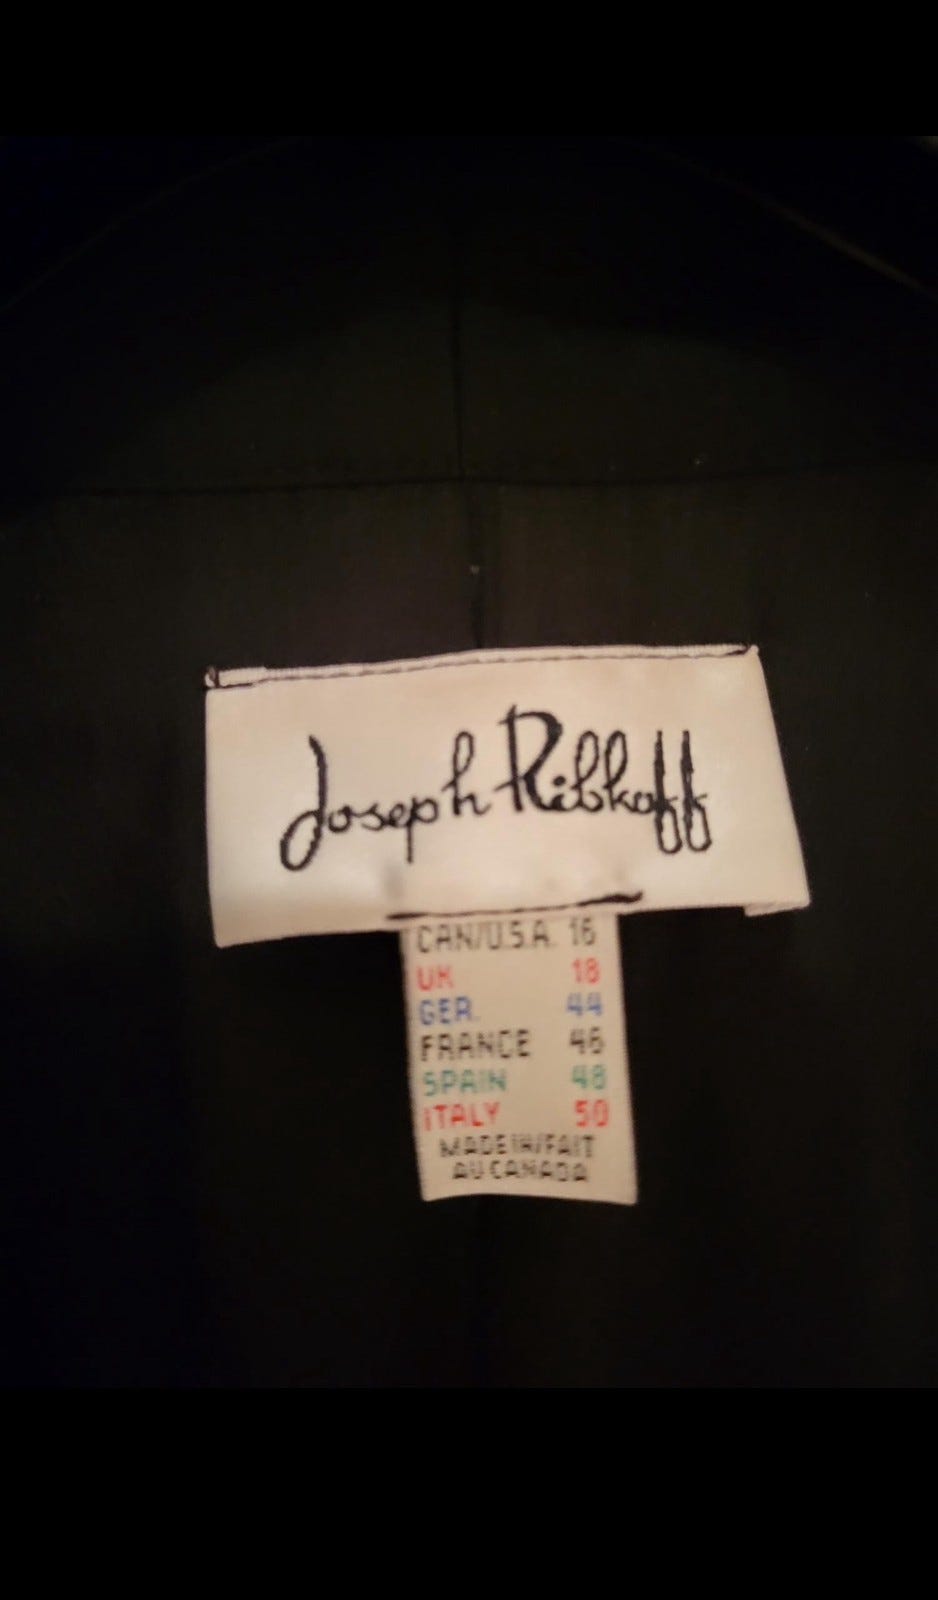 Joseph Ribkoff
CAN/U.S.A. 16
UK 18
GER. 44
FRANCE 46
SPAIN 48
ITALY 50
MADE IN/FAIT
AU CANADA